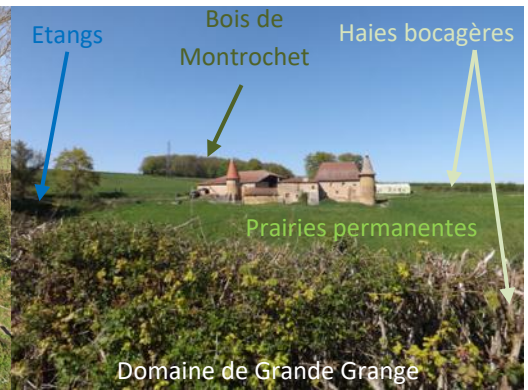 Etangs
Bois de
Montrochet
Haies bocagères
Prairies permanentes
Domaine de Grande Grange